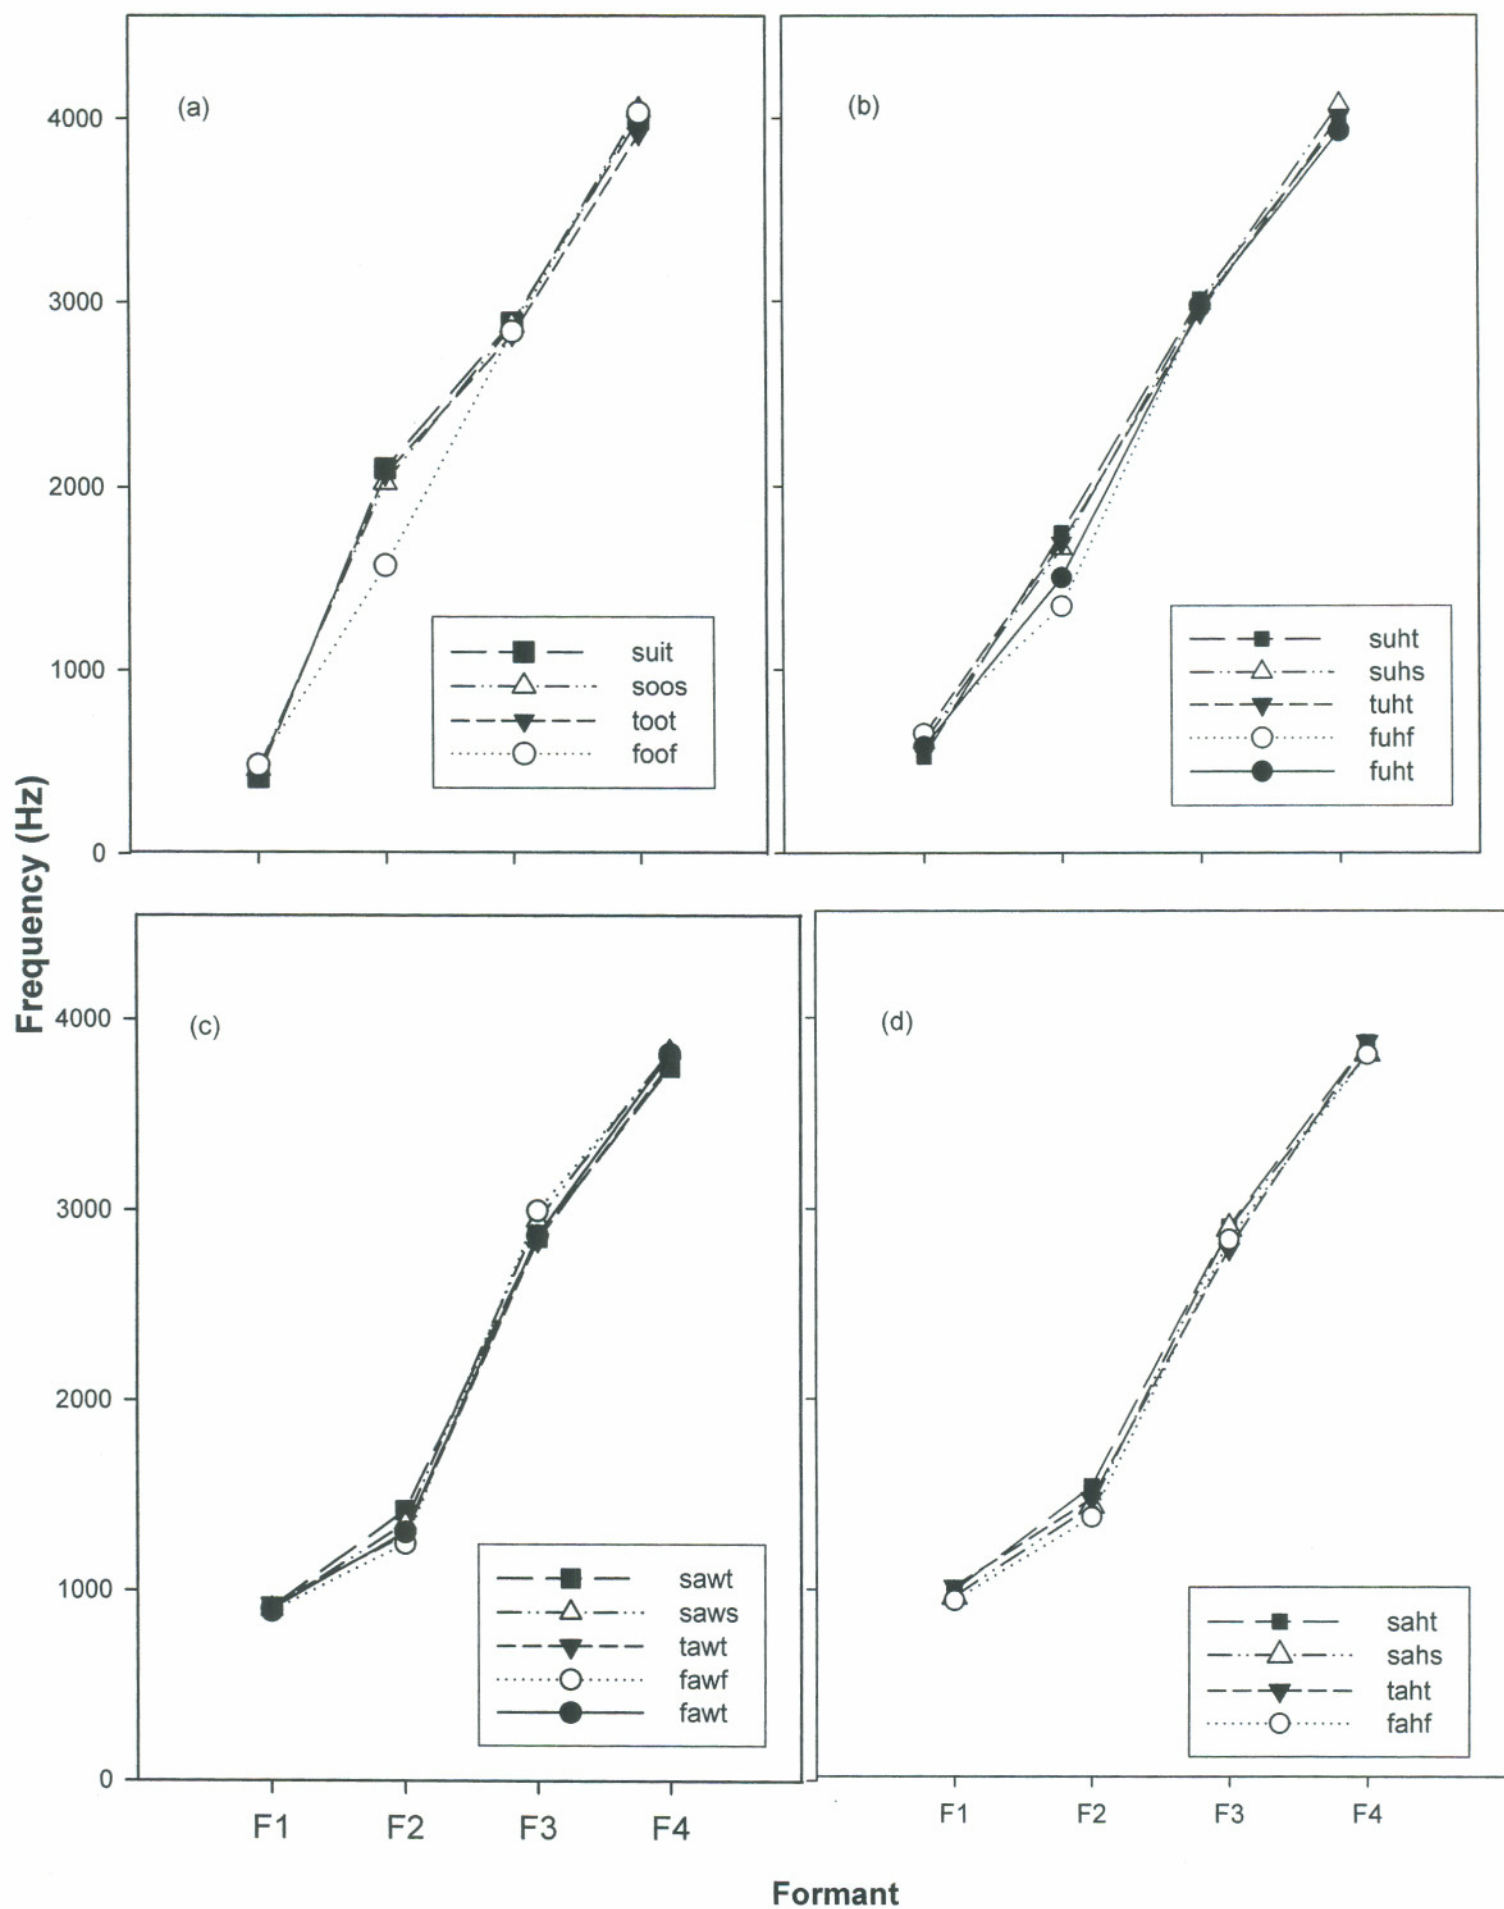 (a)
4000
3000
2000
1000
0
suit
soos
toot
foof
(b)
suht
suhs
tuht
fuhf
fuht
Frequency (Hz)
(c)
4000
3000
2000
1000
0
sawt
saws
tawt
fawf
fawt
F1 F2 F3 F4
(d)
saht
sahs
taht
fahf
F1 F2 F3 F4
Formant